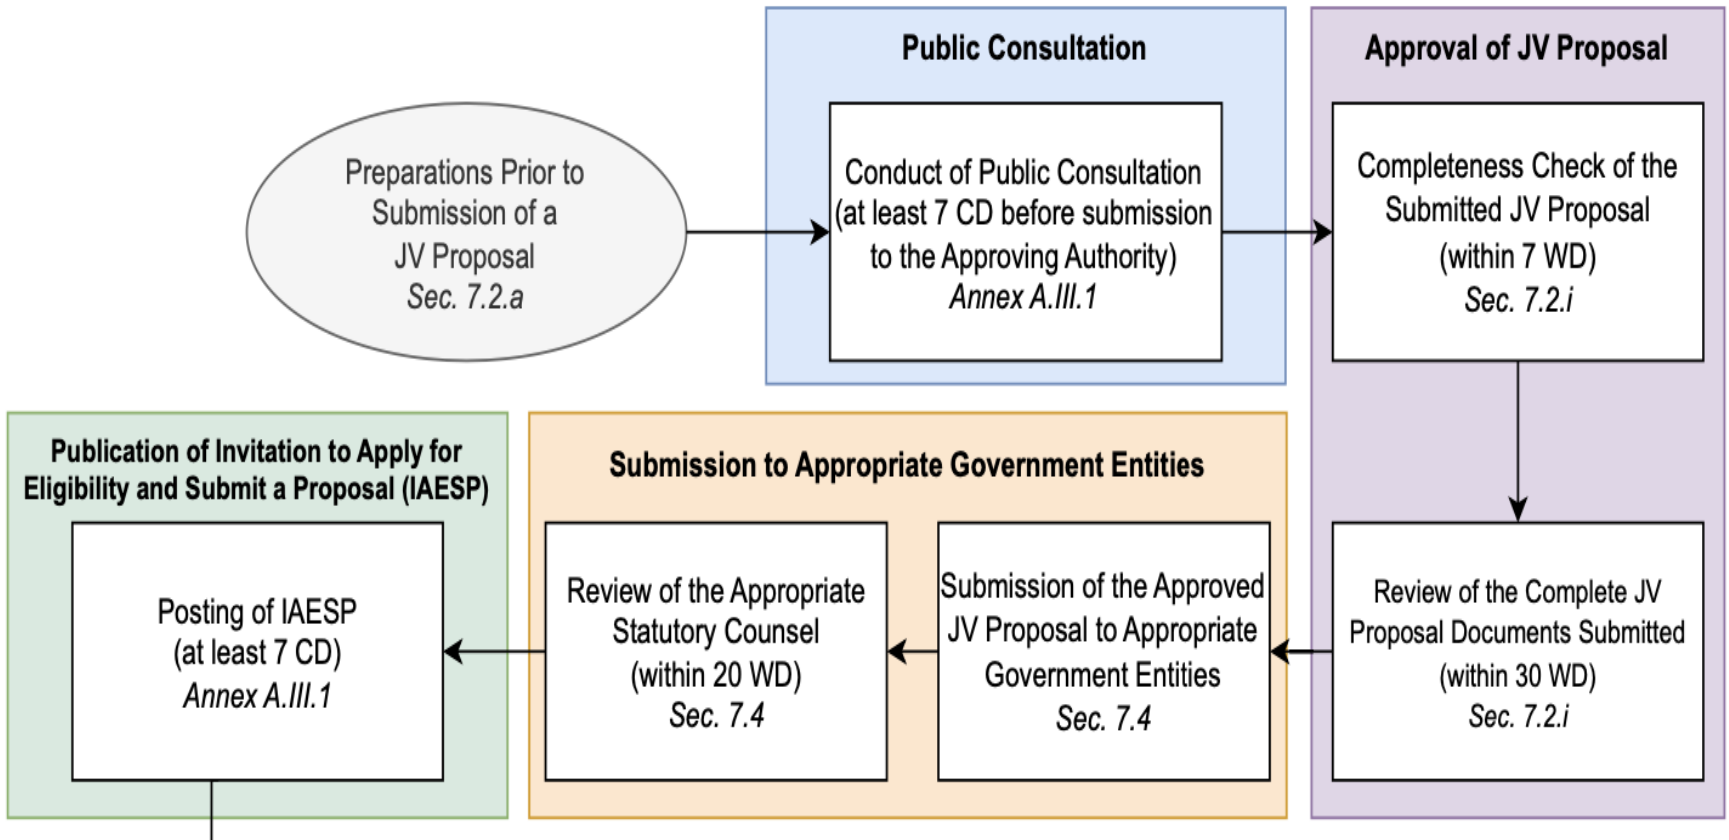 Public Consultation
Approval of JV Proposal
Preparations Prior to
Submission of a
JV Proposal
Sec. 7.2.a
Conduct of Public Consultation
(at least 7 CD before submission
to the Approving Authority)
Annex A.III.1
Completeness Check of the
Submitted JV Proposal
(within 7 WD)
Sec. 7.2.i
Review of the Complete JV
Proposal Documents Submitted
(within 30 WD)
Sec. 7.2.i
Submission to Appropriate Government Entities
Submission of the Approved
JV Proposal to Appropriate
Government Entities
Sec. 7.4
Review of the Appropriate
Statutory Counsel
(within 20 WD)
Sec. 7.4
Publication of Invitation to Apply for
Eligibility and Submit a Proposal (IAESP)
Posting of IAESP
(at least 7 CD)
Annex A.III.1